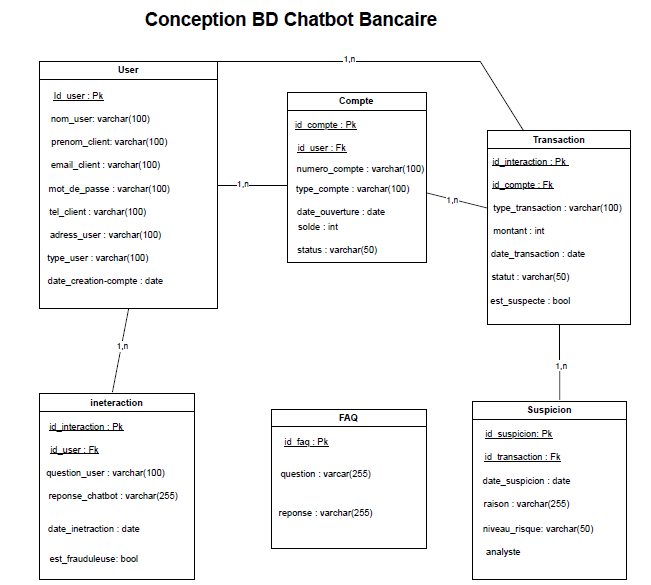 Conception BD Chatbot Bancaire
1,n
User
Id_user : Pk
nom_user: varchar(100)
prenom_client: varchar(100)
email_client : varchar(100)
mot_de_passe : varchar(100)
tel_client : varchar(100)
adress_user : varchar(100)
type_user : varchar(100)
date_creation-compte : date
1,n
Compte
id_compte : Pk
id_user : Fk
numero_compte : varchar(100)
type_compte : varchar(100)
date_ouverture : date
solde : int
status : varchar(50)
1,n
Transaction
id_interaction : Pk
id_compte : Fk
type_transaction : varchar(100)
montant : int
date_transaction : date
statut : varchar(50)
est_suspecte : bool
1,n
1,n
ineteraction
id_interaction : Pk
id_user : Fk
question_user : varchar(100)
reponse_chatbot : varchar(255)
date_inetraction : date
est_frauduleuse: bool
FAQ
id_faq : Pk
question : varcar(255)
reponse : varchar(255)
Suspicion
id_suspicion: Pk
id_transaction : Fk
date_suspicion : date
raison : varchar(255)
niveau_risque: varchar(50)
analyste